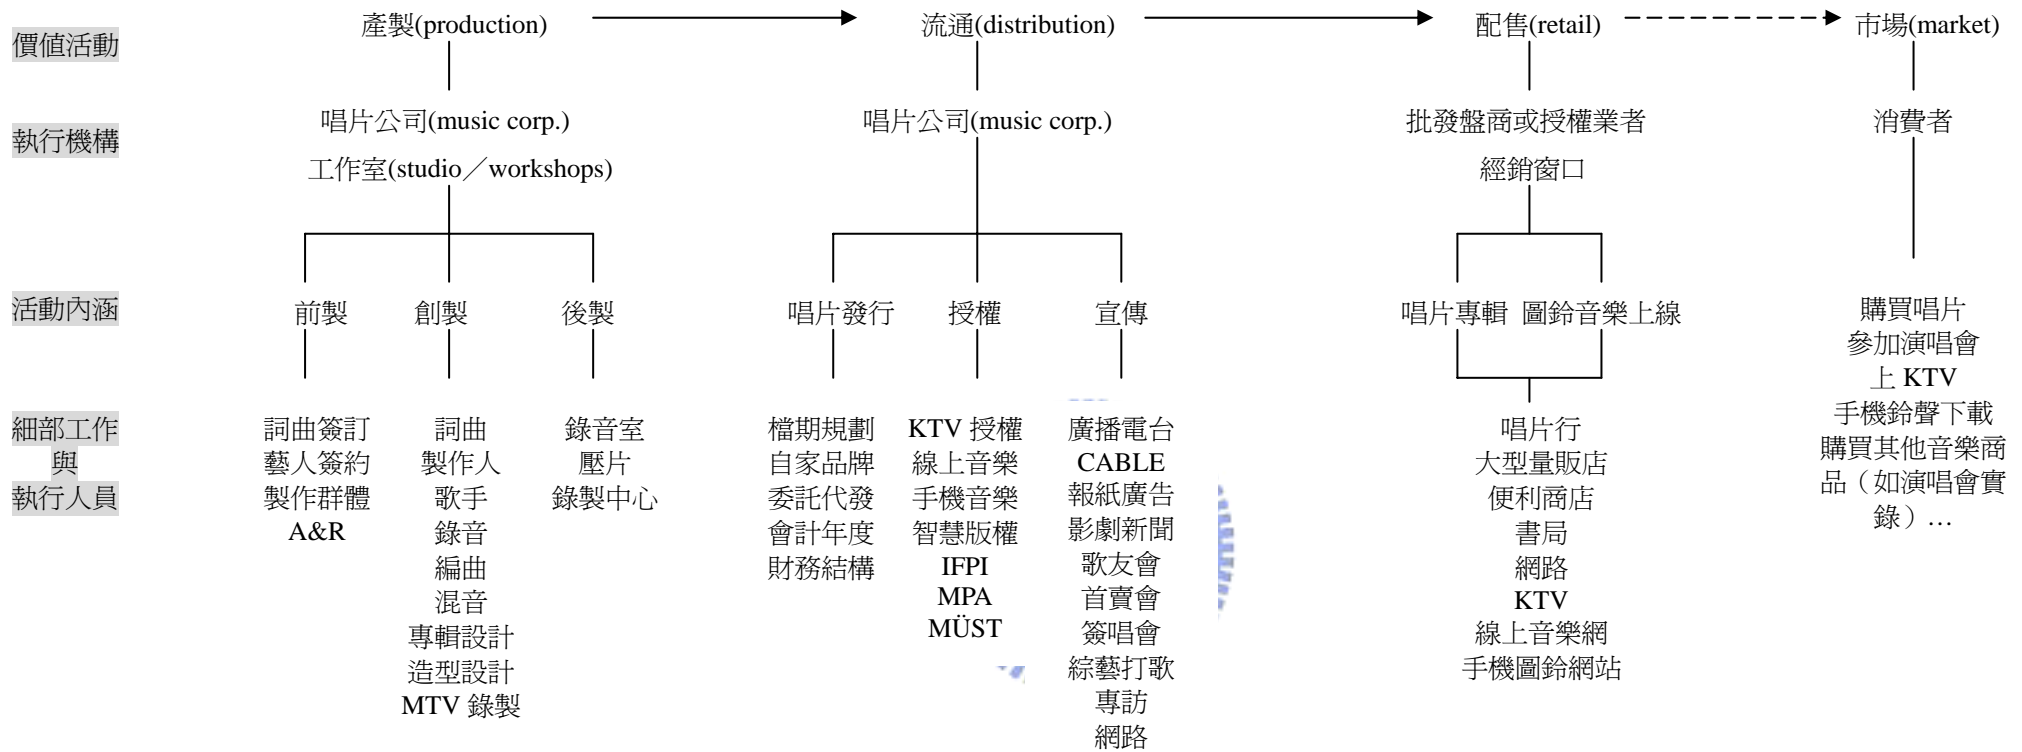 價值活動
產製(production)
流通(distribution)
配售(retail)
市場(market)
執行機構
唱片公司(music corp.)
工作室(studio／workshops)
唱片公司(music corp.)
批發盤商或授權業者
經銷窗口
消費者
活動內涵
前製
創製
後製
唱片發行
授權
宣傳
唱片專輯
圖鈴音樂上線
購買唱片
參加演唱會
上 KTV
手機鈴聲下載
購買其他音樂商
品（如演唱會實
錄）…
細部工作
與
執行人員
詞曲簽訂
藝人簽約
製作群體
A&R
詞曲
製作人
歌手
錄音
編曲
混音
專輯設計
造型設計
MTV 錄製
錄音室
壓片
錄製中心
檔期規劃
自家品牌
委託代發
會計年度
財務結構
KTV 授權
線上音樂
手機音樂
智慧版權
IFPI
MPA
MÜST
廣播電台
CABLE
報紙廣告
影劇新聞
歌友會
首賣會
簽唱會
綜藝打歌
專訪
網路
唱片行
大型量販店
便利商店
書局
網路
KTV
線上音樂網
手機圖鈴網站